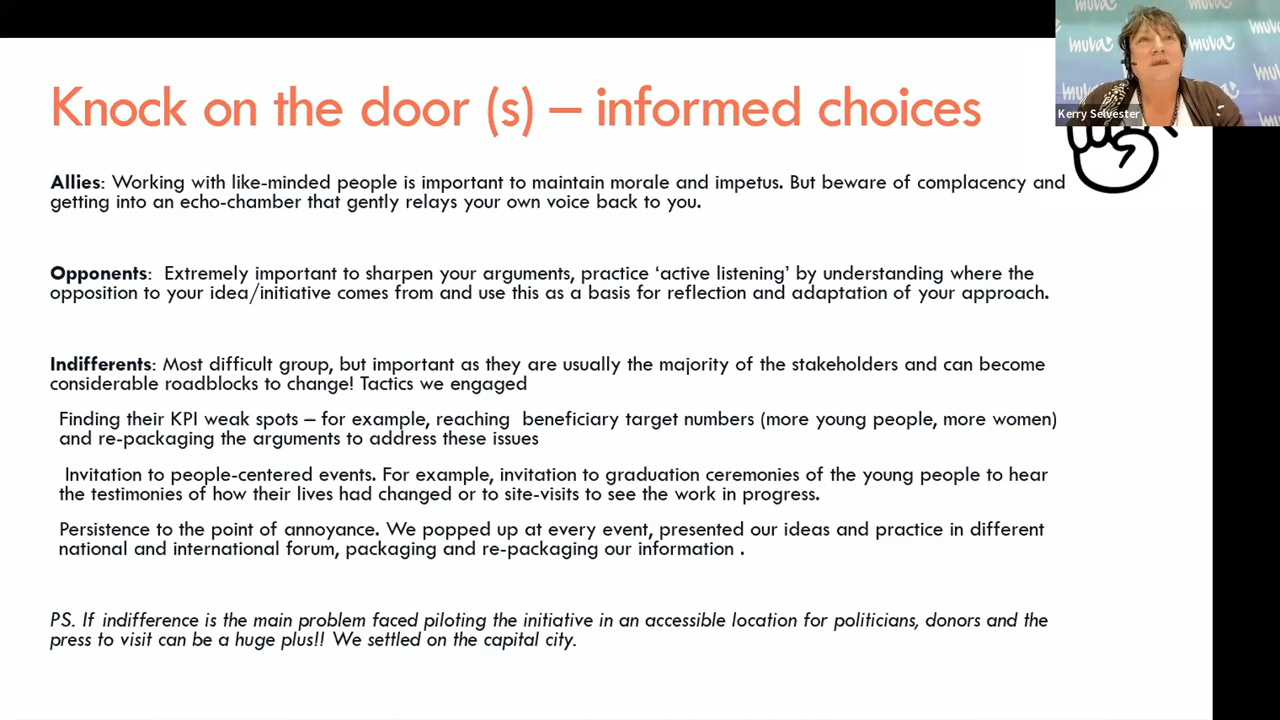 muva
muva
muva
muva
muva
muva
Kerry Selvester
Knock on the door (s) – informed choices
Allies: Working with like-minded people is important to maintain morale and impetus. But beware of complacency and
getting into an echo-chamber that gently relays your own voice back to you.
Opponents:  Extremely important to sharpen your arguments, practice ‘active listening’ by understanding where the
opposition to your idea/initiative comes from and use this as a basis for reflection and adaptation of your approach.
Indifferents: Most difficult group, but important as they are usually the majority of the stakeholders and can become
considerable roadblocks to change! Tactics we engaged
Finding their KPI weak spots – for example, reaching  beneficiary target numbers (more young people, more women)
and re-packaging the arguments to address these issues
Invitation to people-centered events. For example, invitation to graduation ceremonies of the young people to hear
the testimonies of how their lives had changed or to site-visits to see the work in progress.
Persistence to the point of annoyance. We popped up at every event, presented our ideas and practice in different
national and international forum, packaging and re-packaging our information .
PS. If indifference is the main problem faced piloting the initiative in an accessible location for politicians, donors and the
press to visit can be a huge plus!! We settled on the capital city.